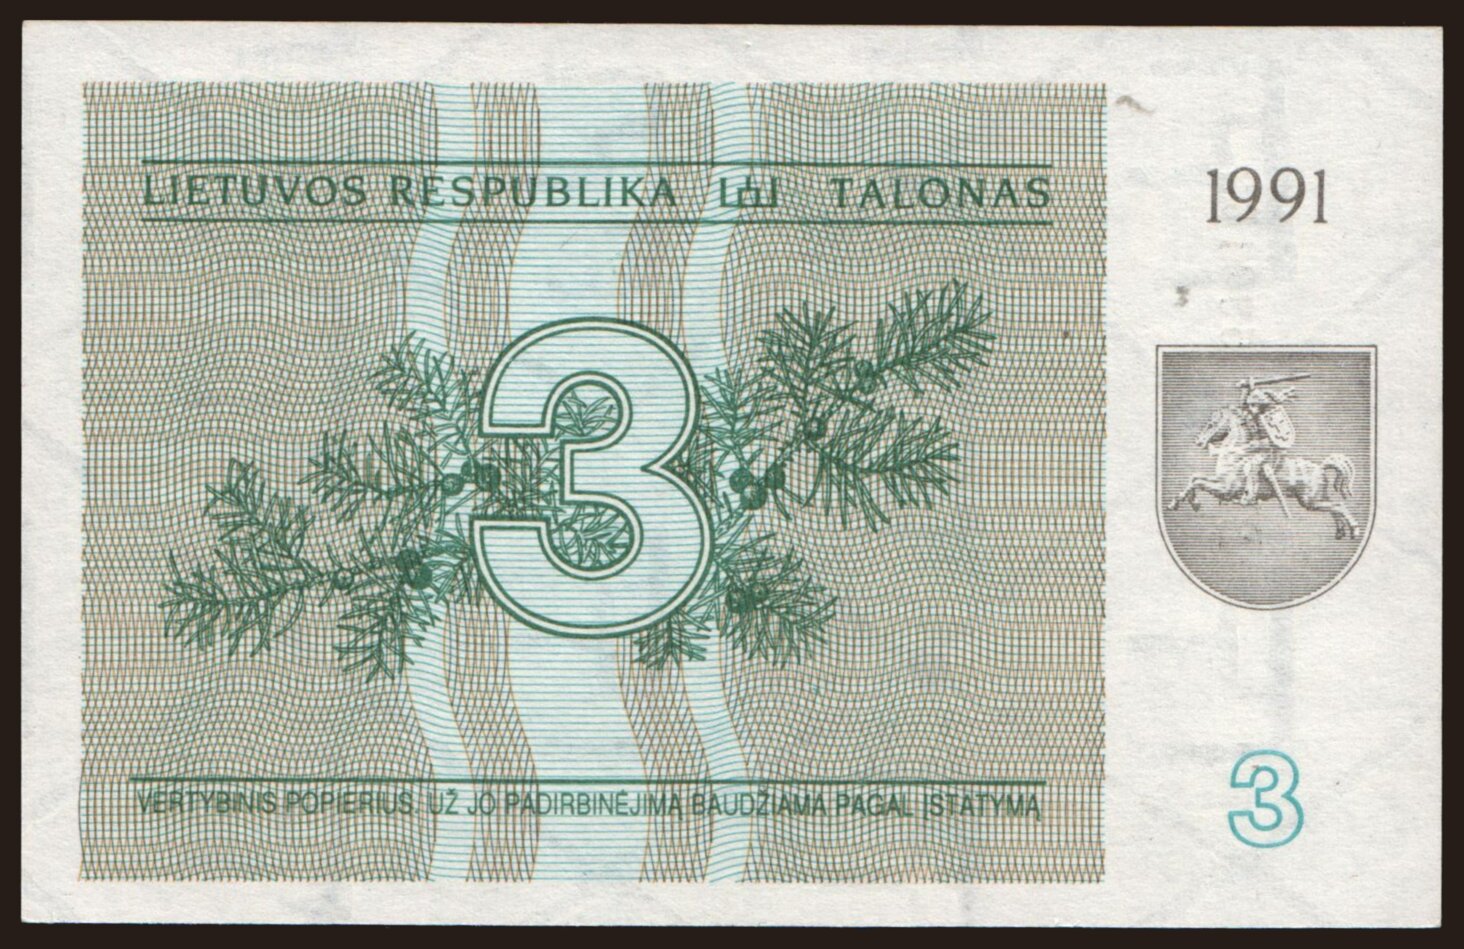 LIETUVOS RESPUBLIKA TALONAS
1991
3
VERTYBINIS POPIERIUS. UŽ JO PADIRBINĖJIMĄ BAUDŽIAMA PAGAL ĮSTATYMĄ
3